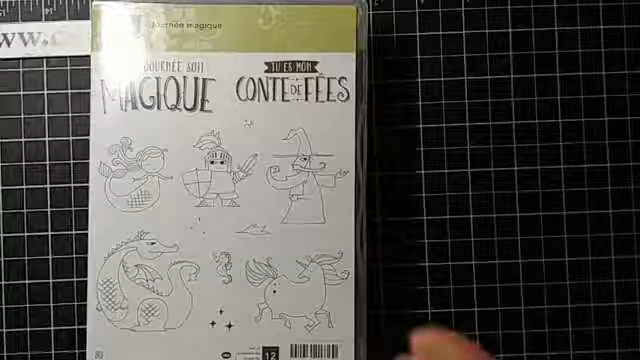 Journée magique
www.
JOURNÉE SOIT
MAGIQUE
TU ES MON
CONTE DE FÉES
12